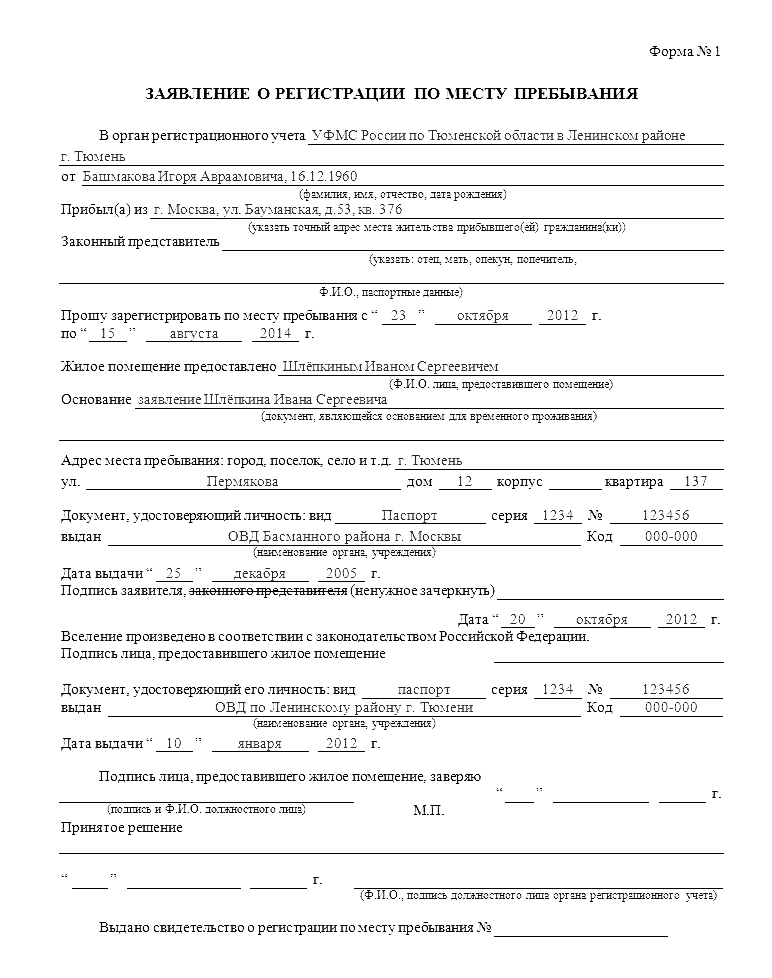 Форма № 1
ЗАЯВЛЕНИЕ О РЕГИСТРАЦИИ ПО МЕСТУ ПРЕБЫВАНИЯ
В орган регистрационного учета УФМС России по Тюменской области в Ленинском районе
г. Тюмень
от Башмакова Игоря Авраамовича, 16.12.1960
(фамилия, имя, отчество, дата рождения)
Прибыл(а) из г. Москва, ул. Бауманская, д.53, кв. 376
(указать точный адрес места жительства прибывшего(ей) гражданина(ки))
Законный представитель
(указать: отец, мать, опекун, попечитель,
Ф.И.О., паспортные данные)
Прошу зарегистрировать по месту пребывания с “ 23 ” октября 2012 г.
по “ 15 ” августа 2014 г.
Жилое помещение предоставлено Шлёпкиным Иваном Сергеевичем
(Ф.И.О. лица, предоставившего помещение)
Основание заявление Шлёпкина Ивана Сергеевича
(документ, являющейся основанием для временного проживания)
Адрес места пребывания: город, поселок, село и т.д. г. Тюмень
ул. Пермякова дом 12 корпус квартира 137
Документ, удостоверяющий личность: вид Паспорт серия 1234 № 123456
выдан ОВД Басманного района г. Москвы Код 000-000
(наименование органа, учреждения)
Дата выдачи “ 25 ” декабря 2005 г.
Подпись заявителя, законного представителя (ненужное зачеркнуть)
Дата “ 20 ” октября 2012 г.
Вселение произведено в соответствии с законодательством Российской Федерации.
Подпись лица, предоставившего жилое помещение
Документ, удостоверяющий его личность: вид паспорт серия 1234 № 123456
выдан ОВД по Ленинскому району г. Тюмени Код 000-000
(наименование органа, учреждения)
Дата выдачи “ 10 ” января 2012 г.
Подпись лица, предоставившего жилое помещение, заверяю
“ ” г.
(подпись и Ф.И.О. должностного лица) М.П.
Принятое решение
“ ” г.
(Ф.И.О., подпись должностного лица органа регистрационного учета)
Выдано свидетельство о регистрации по месту пребывания №